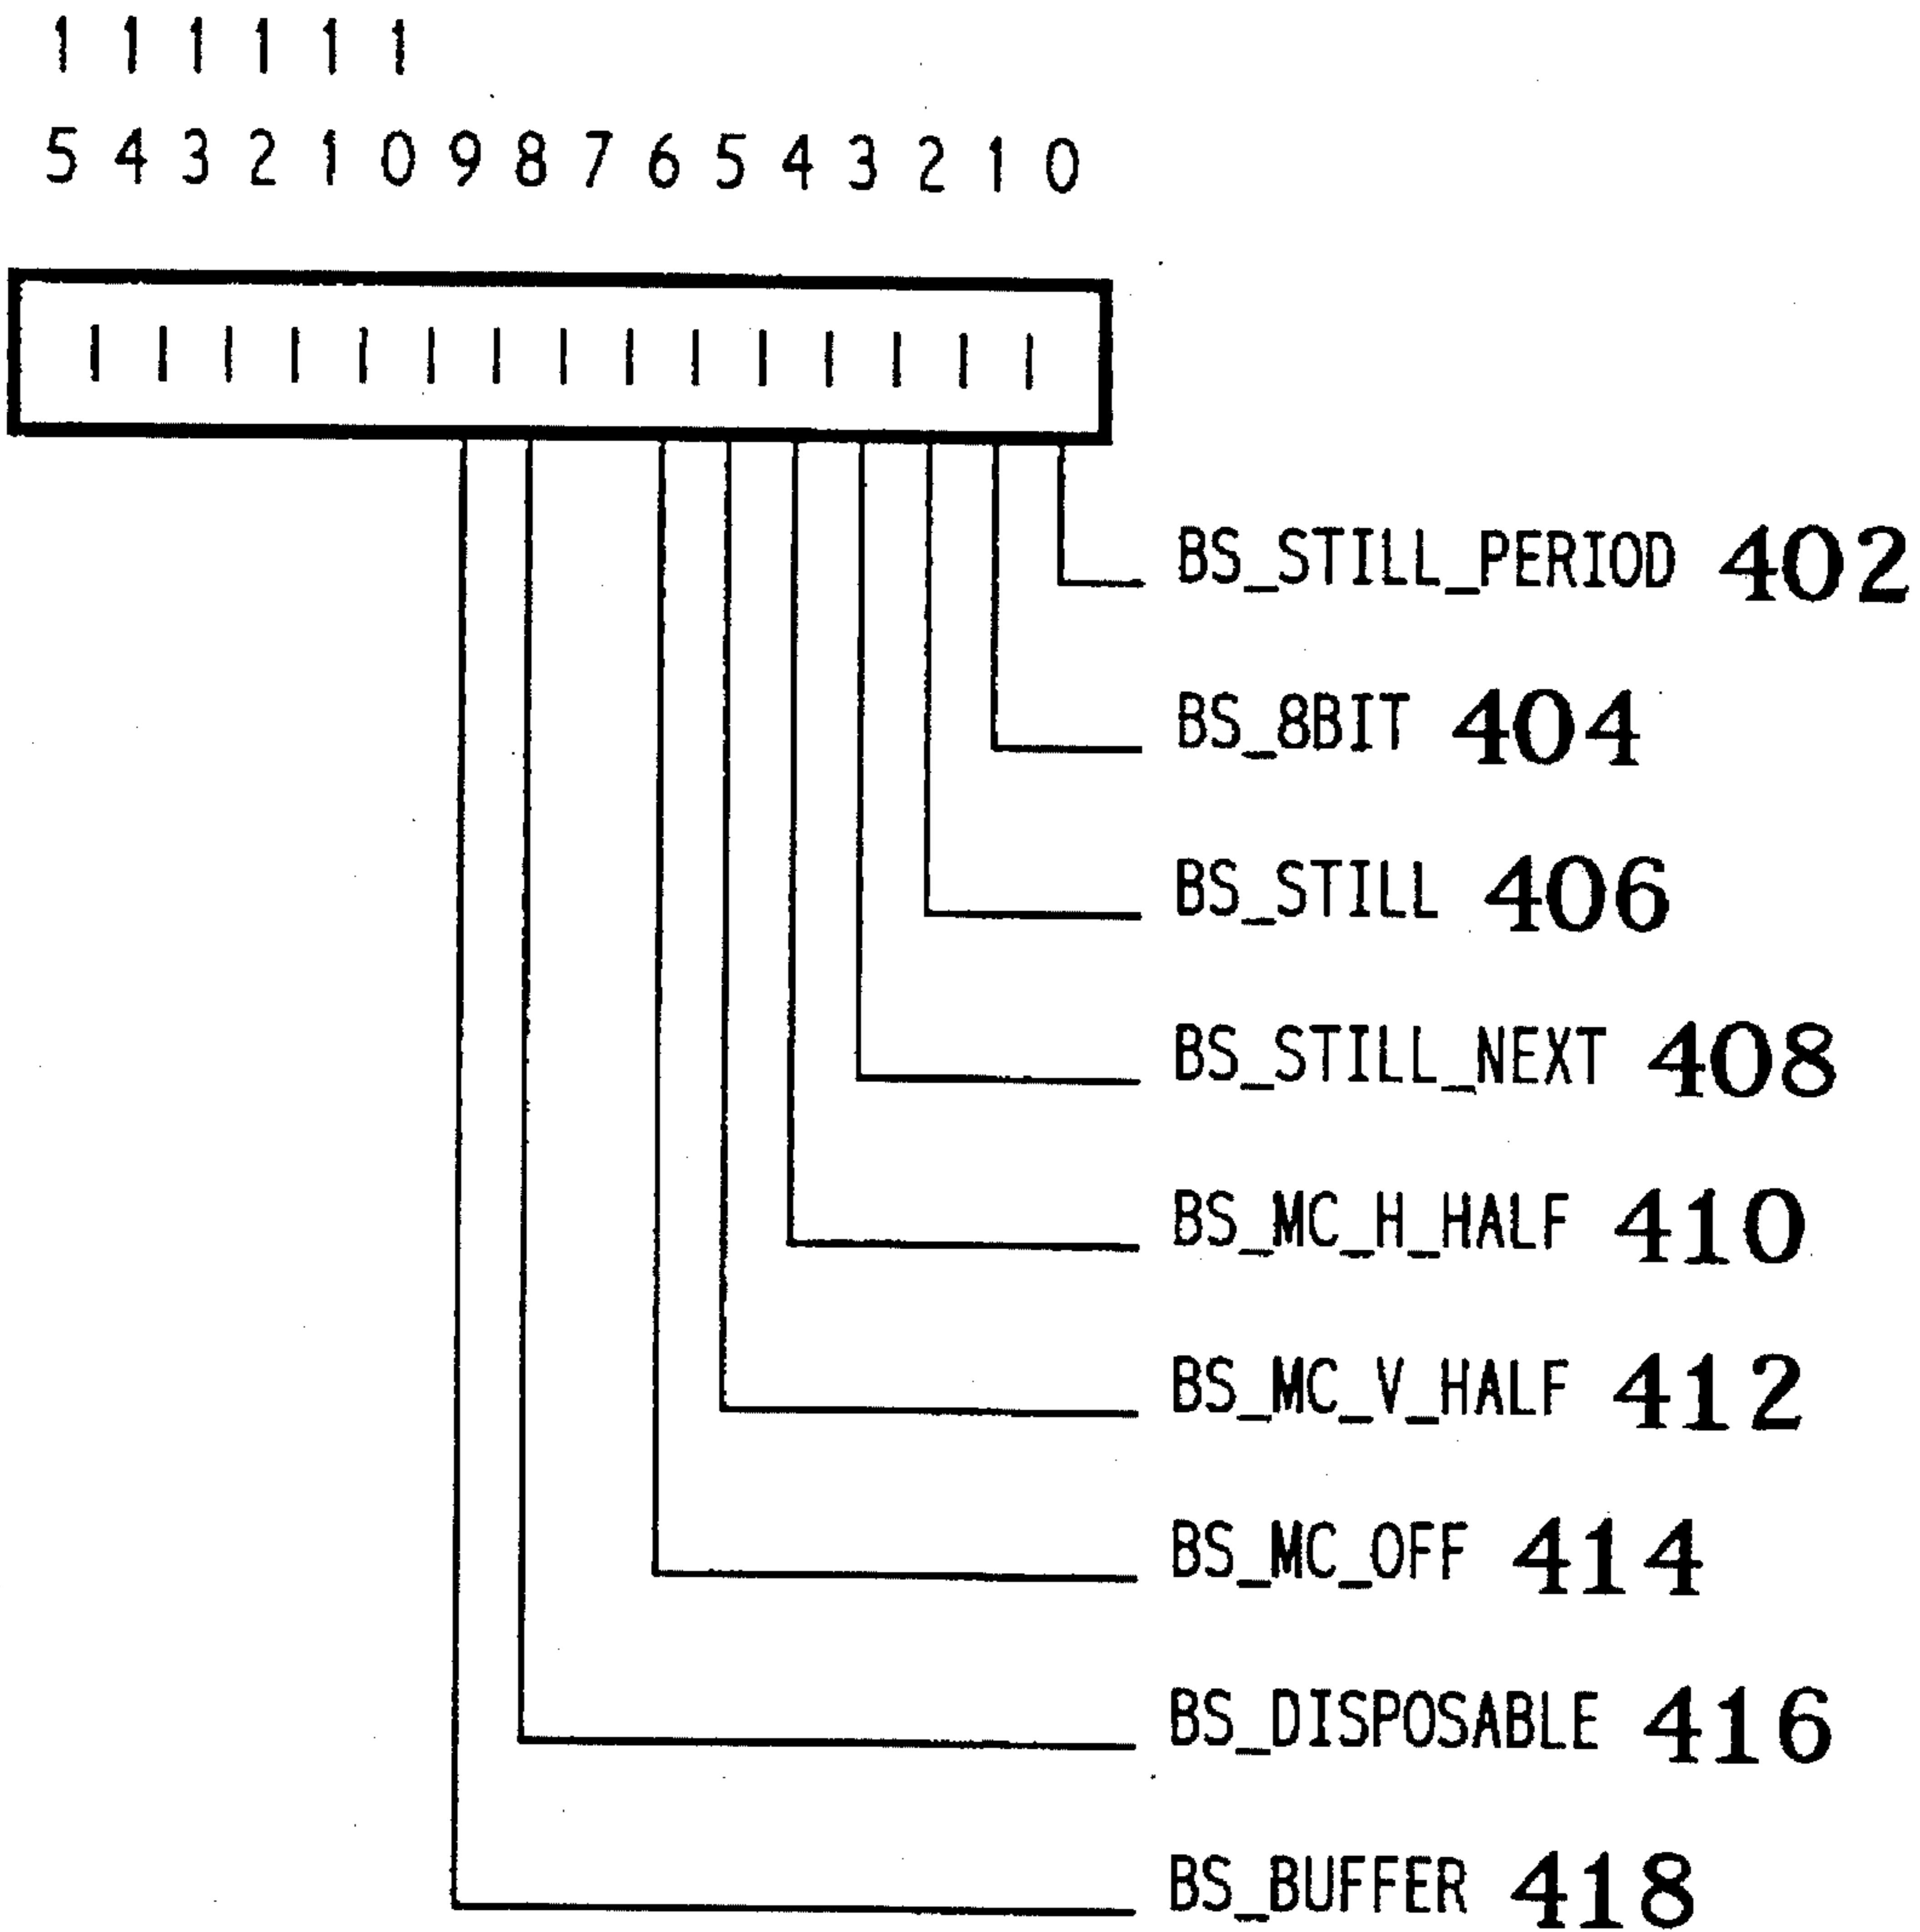 1 1 1 1 1 1
5 4 3 2 1 0 9 8 7 6 5 4 3 2 1 0
BS_STILL_PERIOD 402
BS_8BIT 404
BS_STILL 406
BS_STILL_NEXT 408
BS_MC_H_HALF 410
BS_MC_V_HALF 412
BS_MC_OFF 414
BS_DISPOSABLE 416
BS_BUFFER 418